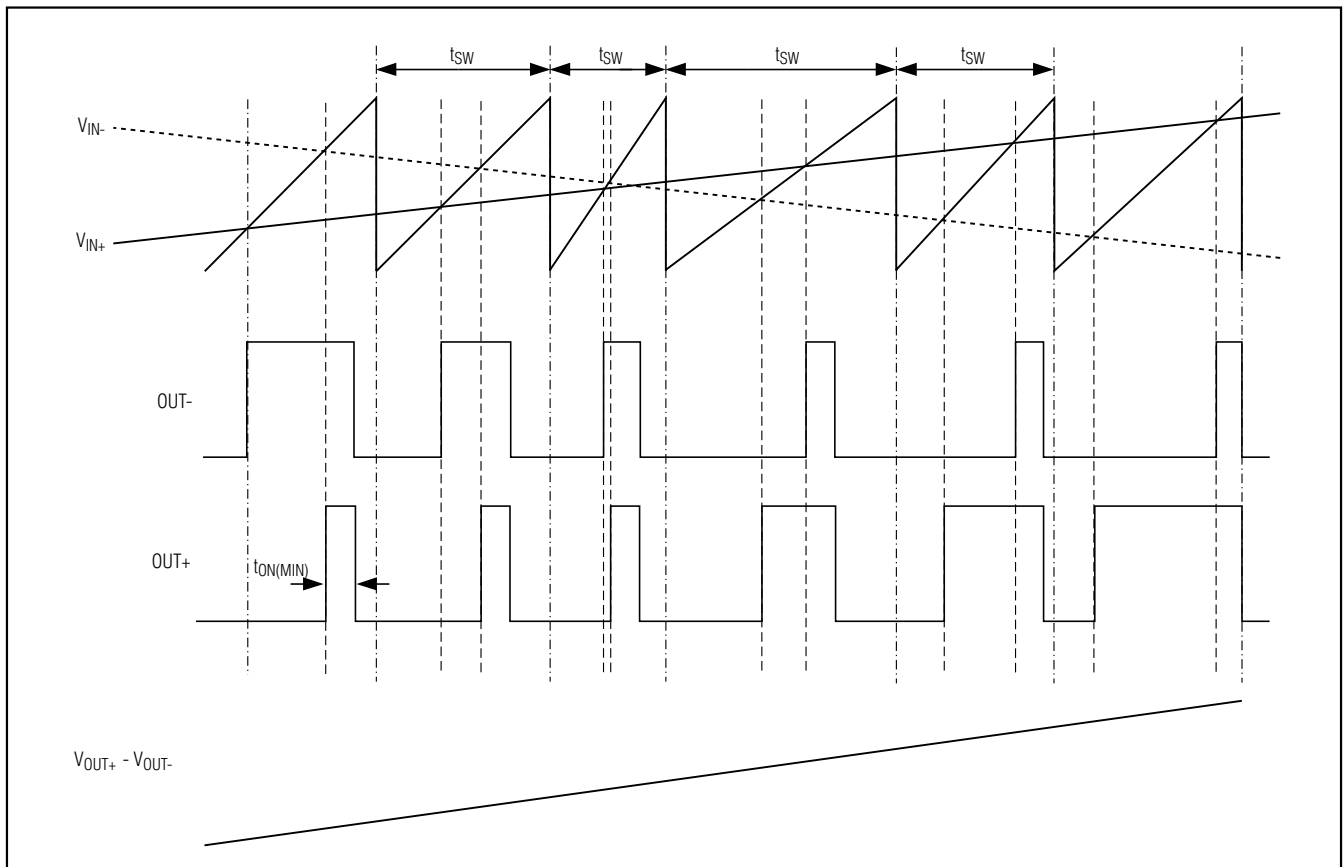 tSW tSW tSW tSW
VIN-
VIN+
OUT-
OUT+
tON(MIN)
VOUT+ - VOUT-